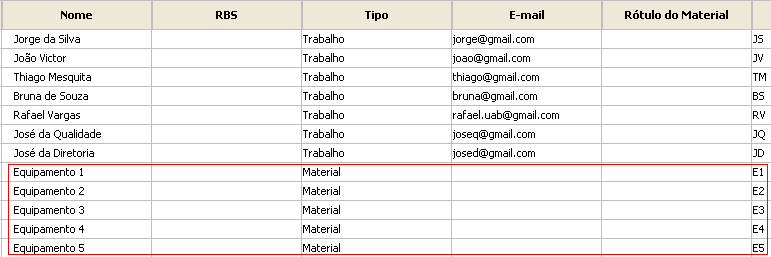 Nome RBS Tipo E-mail Rótulo do Material
Jorge da Silva Trabalho jorge@gmail.com JS
João Victor Trabalho joao@gmail.com JV
Thiago Mesquita Trabalho thiago@gmail.com TM
Bruna de Souza Trabalho bruna@gmail.com BS
Rafael Vargas Trabalho rafael.uab@gmail.com RV
José da Qualidade Trabalho joseq@gmail.com JQ
José da Diretoria Trabalho josed@gmail.com JD
Equipamento 1 Material E1
Equipamento 2 Material E2
Equipamento 3 Material E3
Equipamento 4 Material E4
Equipamento 5 Material E5